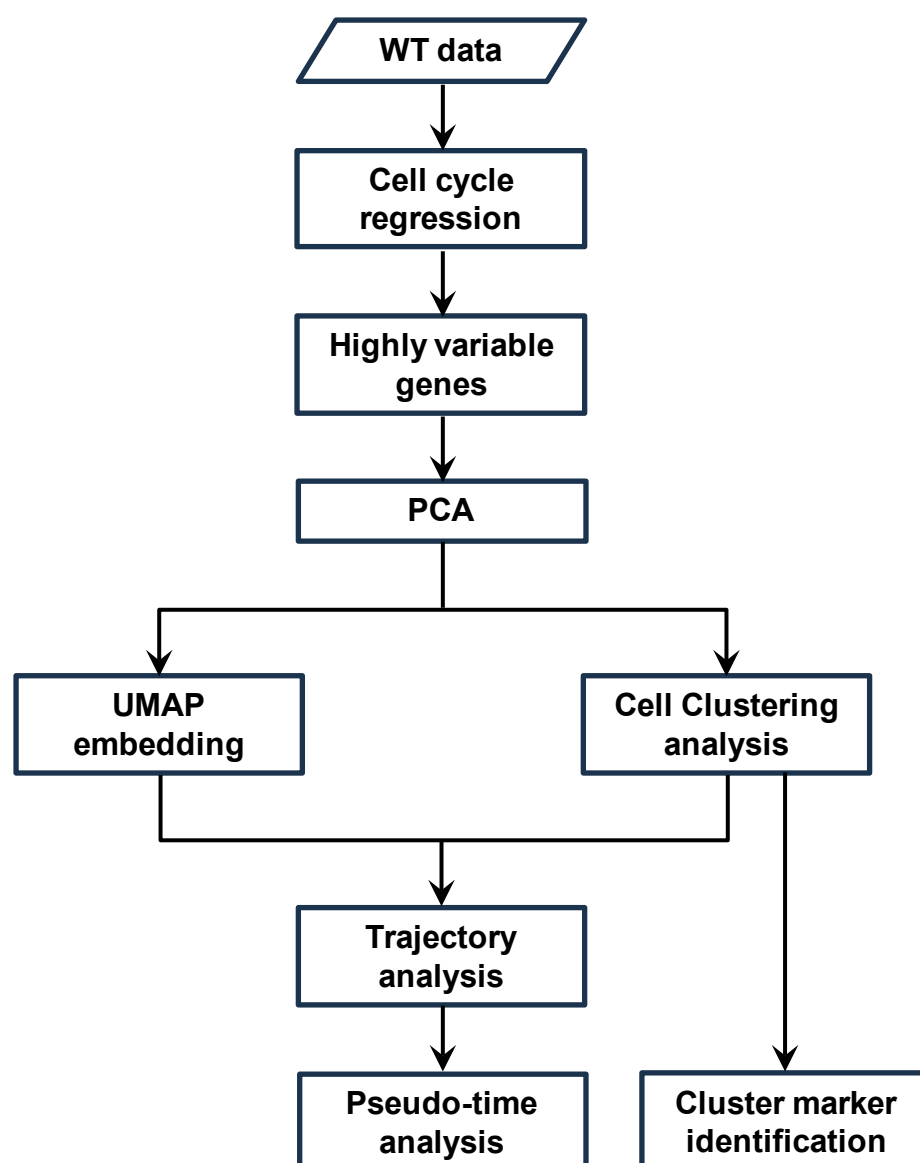 WT data
Cell cycle
regression
Highly variable
genes
PCA
UMAP
embedding
Cell Clustering
analysis
Trajectory
analysis
Pseudo-time
analysis
Cluster marker
identification